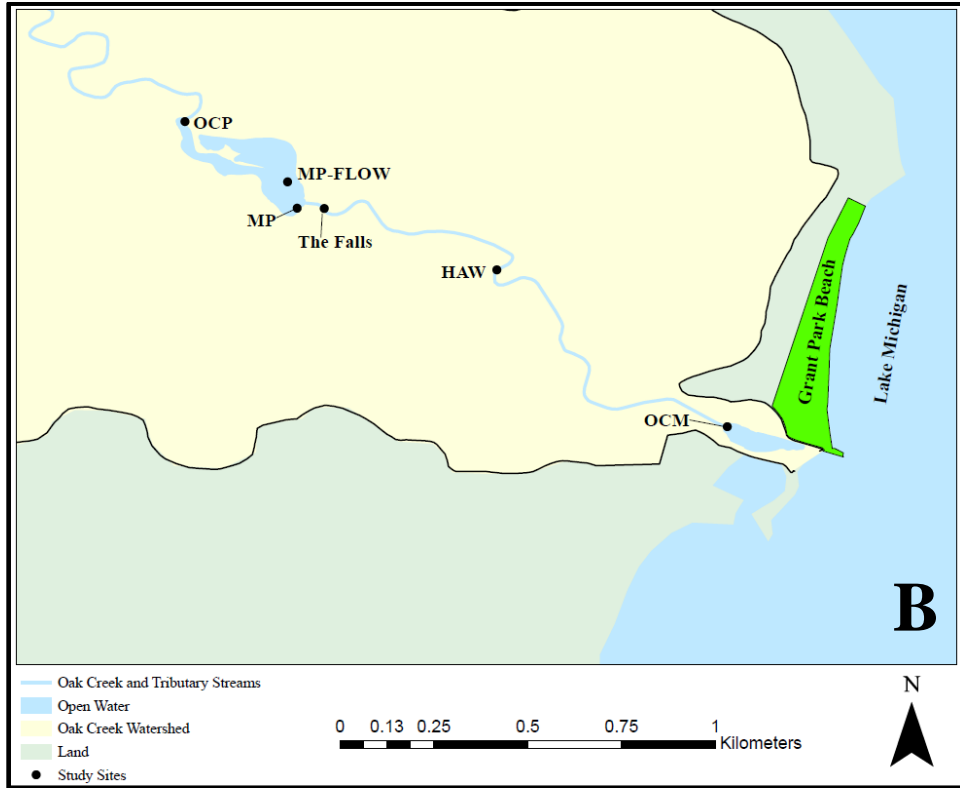 OCP
MP-FLOW
MP
The Falls
HAW
Grant Park Beach
Lake Michigan
OCM
B
Oak Creek and Tributary Streams
Open Water
Oak Creek Watershed
Land
Study Sites
0 0.13 0.25 0.5 0.75 1
Kilometers
N